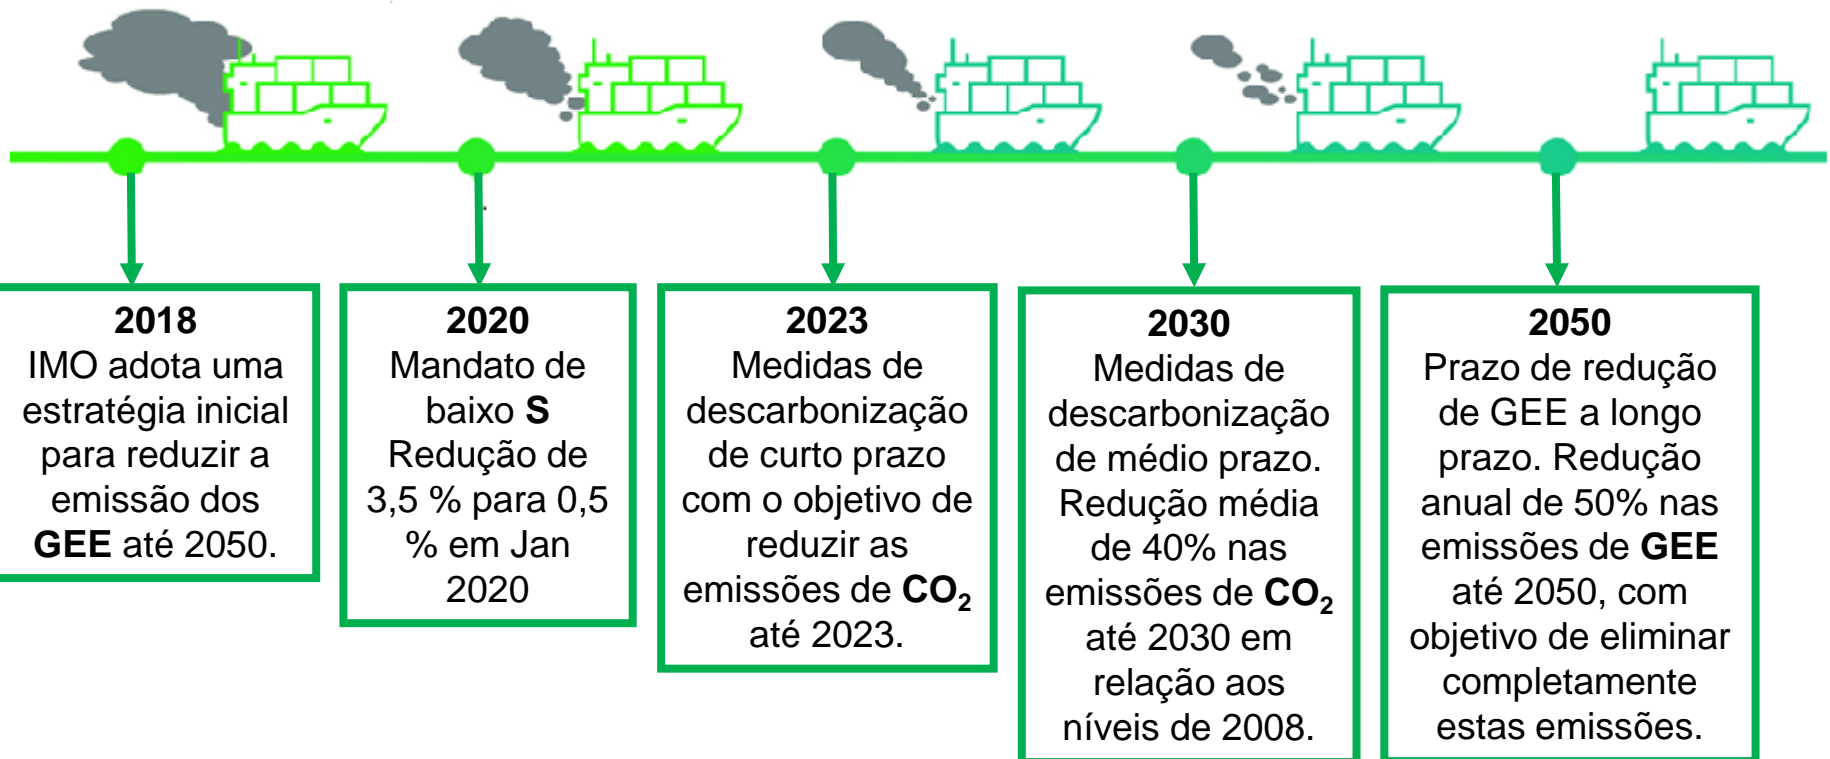 2018
IMO adota uma
estratégia inicial
para reduzir a
emissão dos
GEE até 2050.
2020
Mandato de
baixo S
Redução de
3,5 % para 0,5
% em Jan
2020
2023
Medidas de
descarbonização
de curto prazo
com o objetivo de
reduzir as
emissões de CO₂
até 2023.
2030
Medidas de
descarbonização
de médio prazo.
Redução média
de 40% nas
emissões de CO₂
até 2030 em
relação aos
níveis de 2008.
2050
Prazo de redução
de GEE a longo
prazo. Redução
anual de 50% nas
emissões de GEE
até 2050, com
objetivo de eliminar
completamente
estas emissões.